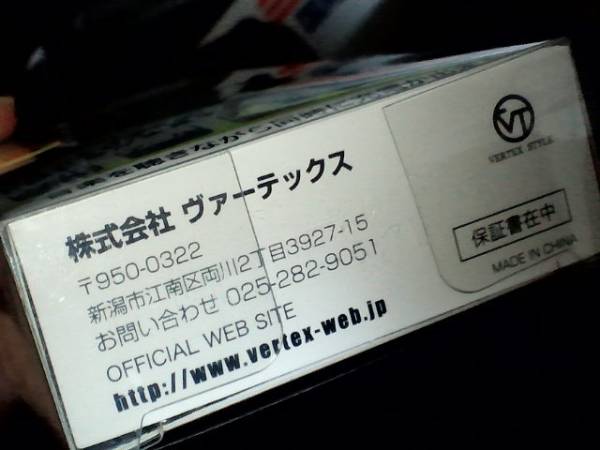 株式会社 ヴァーテックス
〒950-0322
新潟市江南区両川2丁目3927-15
お問い合わせ 025-282-9051
OFFICIAL WEB SITE
http://www.vertex-web.jp
VT
VERTEX STYLE
保証書在中
MADE IN CHINA